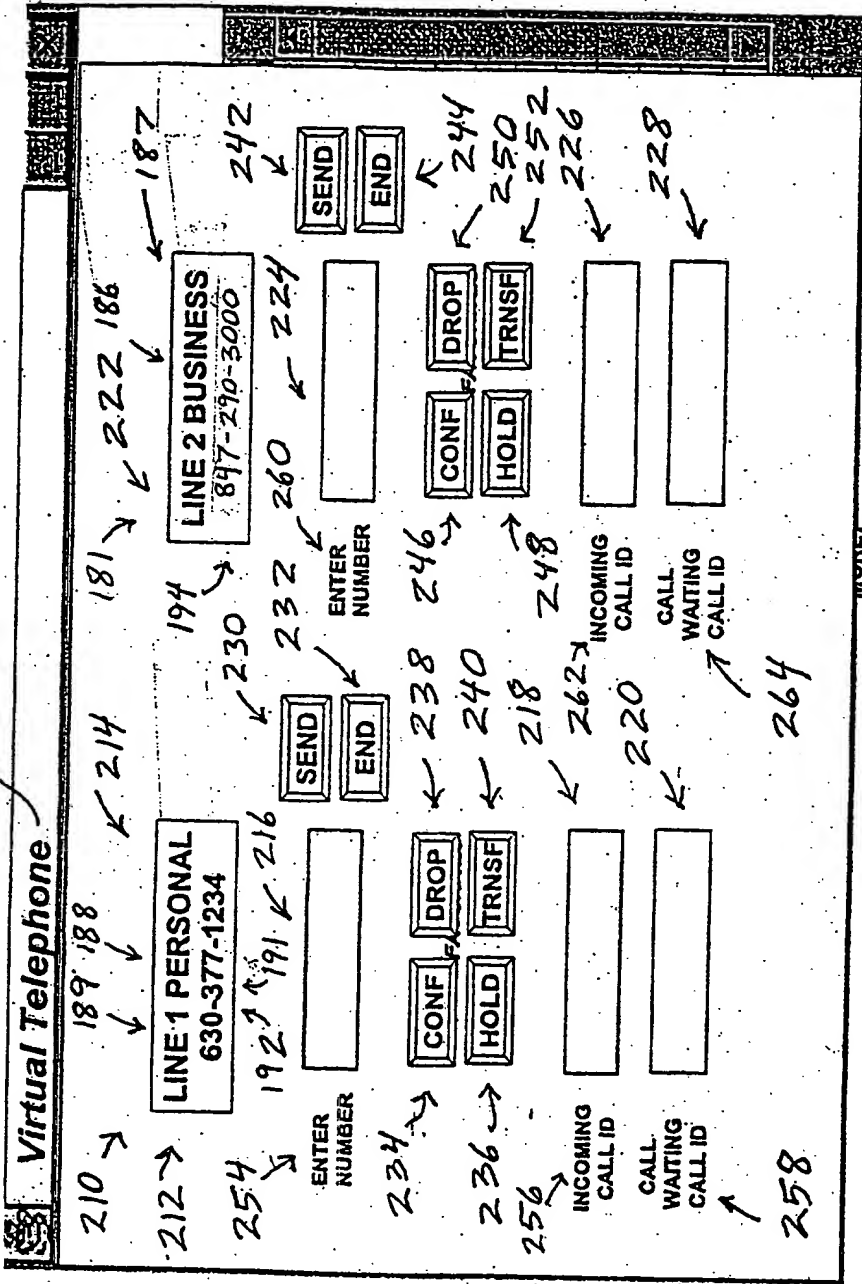 Virtual Telephone
210 189 188 214 181 222 186 187
212 LINE 1 PERSONAL LINE 2 BUSINESS
630-377-1234 847-290-3000
194 242
254 192 191 216 230 232 260 224
ENTER SEND ENTER SEND
NUMBER END NUMBER END
234 CONF DROP 238 246 CONF DROP 244
236 HOLD TRNSF 240 248 HOLD TRNSF 250
256 218 252
INCOMING 262 INCOMING 226
CALL ID CALL ID
CALL 220 CALL 228
WAITING WAITING
CALL ID CALL ID
258 264